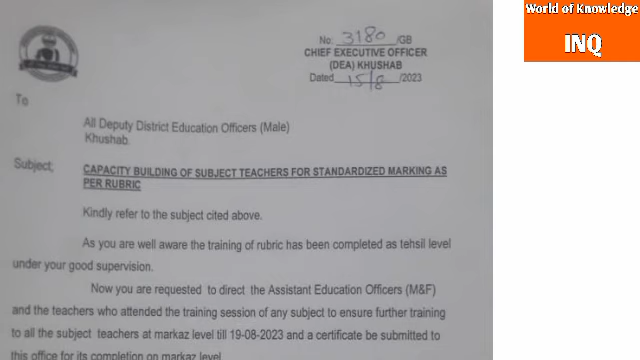 World of Knowledge
INQ
No: 3180 /GB
CHIEF EXECUTIVE OFFICER
(DEA) KHUSHAB
Dated 15/8 /2023
To
All Deputy District Education Officers (Male)
Khushab.
Subject; CAPACITY BUILDING OF SUBJECT TEACHERS FOR STANDARDIZED MARKING AS
PER RUBRIC
Kindly refer to the subject cited above.
As you are well aware the training of rubric has been completed as tehsil level
under your good supervision.
Now you are requested to direct the Assistant Education Officers (M&F)
and the teachers who attended the training session of any subject to ensure further training
to all the subject teachers at markaz level till 19-08-2023 and a certificate be submitted to
this office for its completion on markaz level